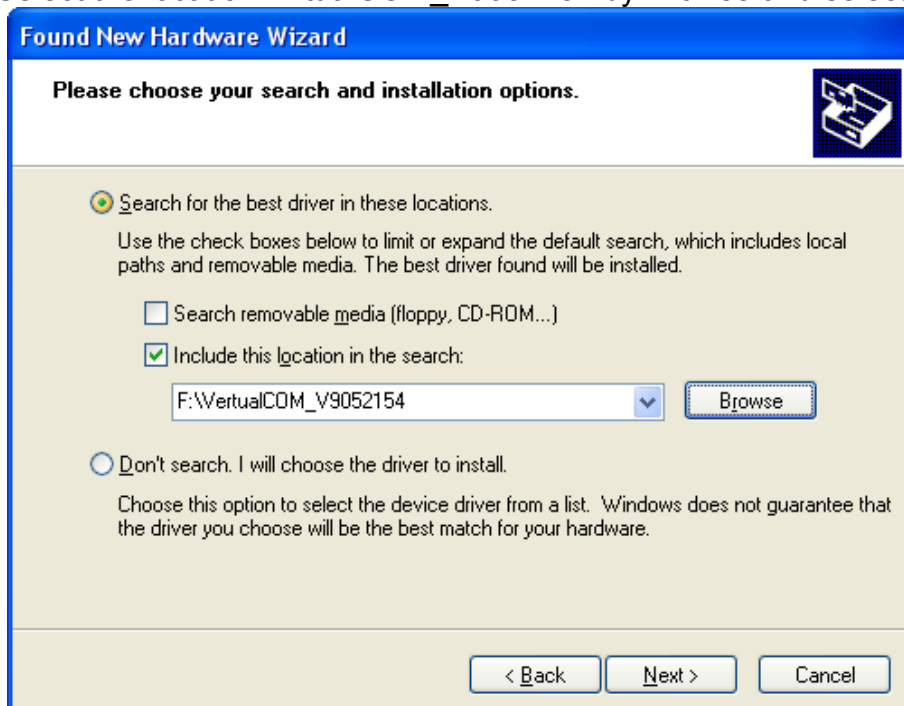 Found New Hardware Wizard
Please choose your search and installation options.
Search for the best driver in these locations.
Use the check boxes below to limit or expand the default search, which includes local
paths and removable media. The best driver found will be installed.
Search removable media (floppy, CD-ROM...)
Include this location in the search:
F:\VertualCOM_V9052154
Browse
Don't search. I will choose the driver to install.
Choose this option to select the device driver from a list. Windows does not guarantee that
the driver you choose will be the best match for your hardware.
< Back Next > Cancel